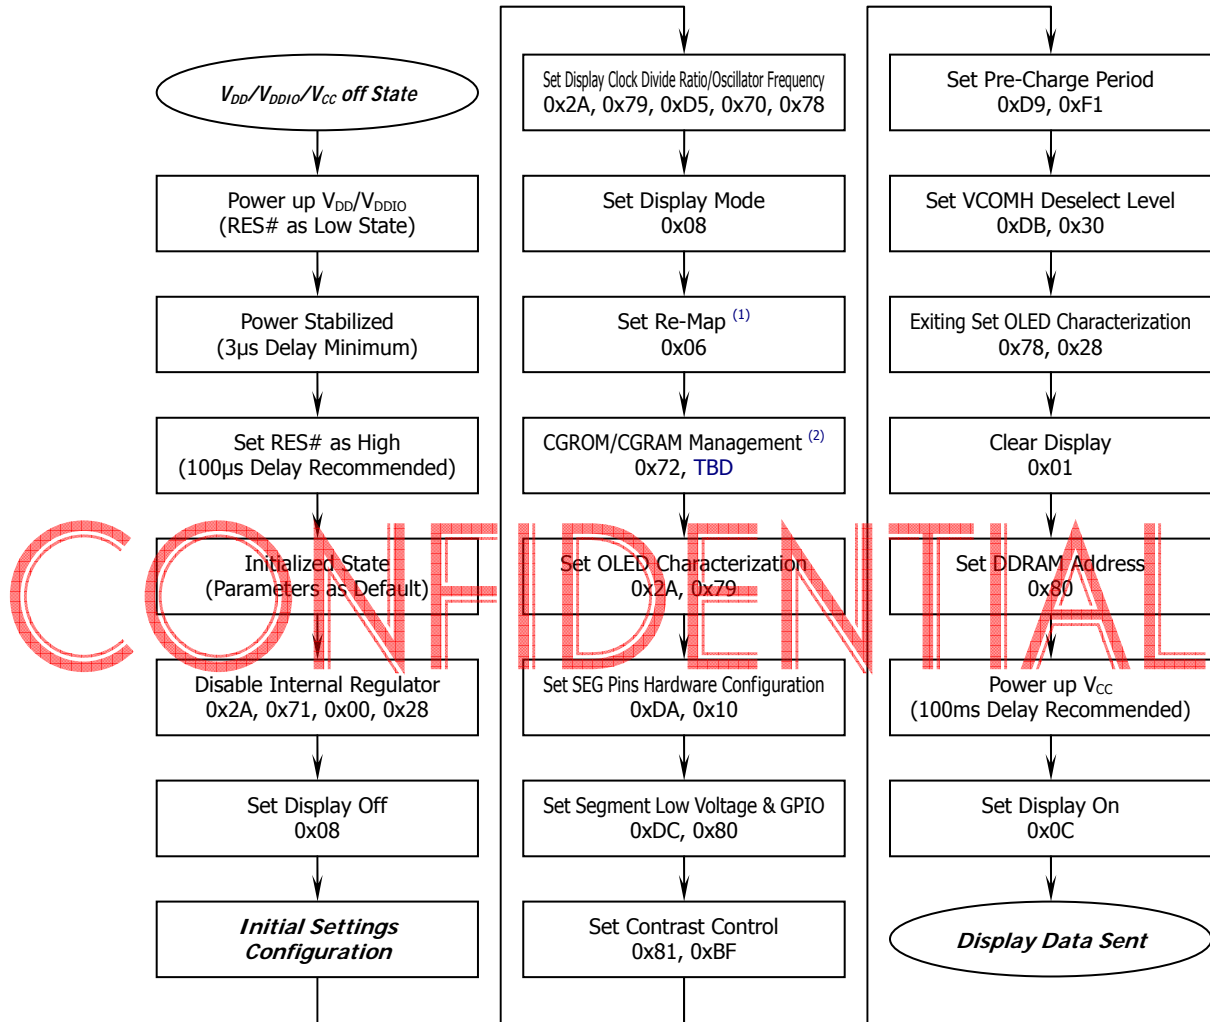 V_DD/V_DDIO/V_CC off State
Power up V_DD/V_DDIO
(RES# as Low State)
Power Stabilized
(3µs Delay Minimum)
Set RES# as High
(100µs Delay Recommended)
Initialized State
(Parameters as Default)
Disable Internal Regulator
0x2A, 0x71, 0x00, 0x28
Set Display Off
0x08
Initial Settings
Configuration
Set Display Clock Divide Ratio/Oscillator Frequency
0x2A, 0x79, 0xD5, 0x70, 0x78
Set Display Mode
0x08
Set Re-Map (1)
0x06
CGROM/CGRAM Management (2)
0x72, TBD
Set OLED Characterization
0x2A, 0x79
Set SEG Pins Hardware Configuration
0xDA, 0x10
Set Segment Low Voltage & GPIO
0xDC, 0x80
Set Contrast Control
0x81, 0xBF
Set Pre-Charge Period
0xD9, 0xF1
Set VCOMH Deselect Level
0xDB, 0x30
Exiting Set OLED Characterization
0x78, 0x28
Clear Display
0x01
Set DDRAM Address
0x80
Power up V_CC
(100ms Delay Recommended)
Set Display On
0x0C
Display Data Sent
CONFIDENTIAL